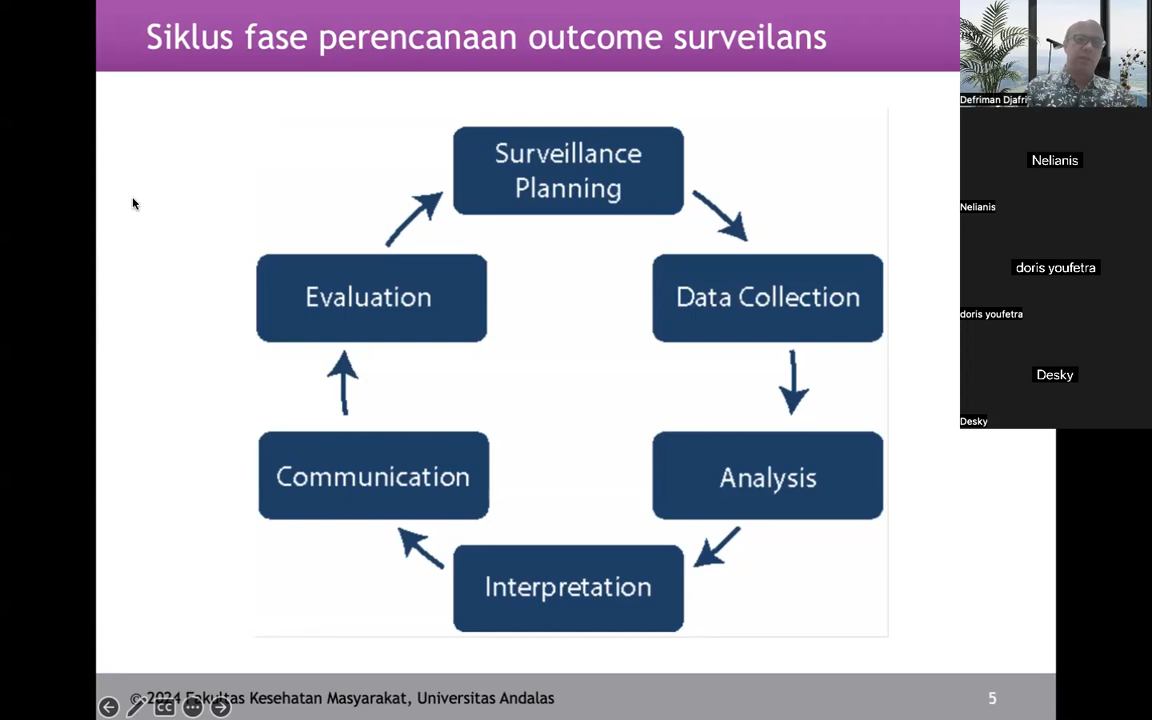 Siklus fase perencanaan outcome surveilans
Surveillance
Planning
Evaluation
Data Collection
Communication
Analysis
Interpretation
© 2024 Fakultas Kesehatan Masyarakat, Universitas Andalas
5
CC
Defriman Djafri
Nelianis
Nelianis
doris youfetra
doris youfetra
Desky
Desky